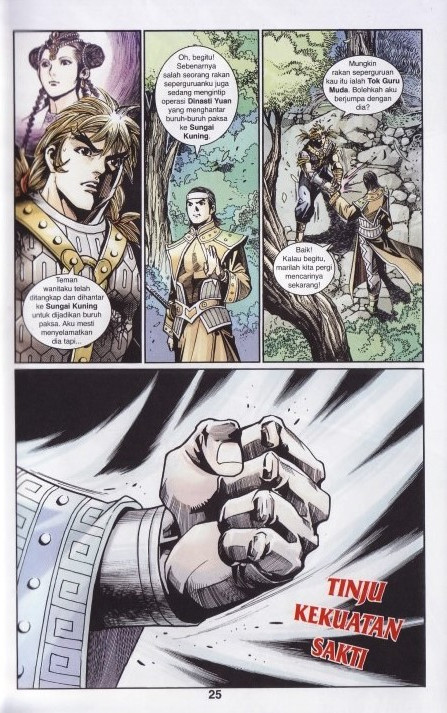 Teman
wanitaku telah
ditangkap dan dihantar
ke Sungai Kuning
untuk dijadikan buruh
paksa. Aku mesti
menyelamatkan
dia tapi...
Oh, begitu!
Sebenarnya
salah seorang rakan
seperguruanku juga
sedang mengintip
operasi Dinasti Yuan
yang menghantar
buruh-buruh paksa
ke Sungai
Kuning.
Mungkin
rakan seperguruan
kau itu ialah Tok Guru
Muda. Bolehkah aku
berjumpa dengan
dia?
Baik!
Kalau begitu,
marilah kita pergi
mencarinya
sekarang!
TINJU
KEKUATAN
SAKTI
25